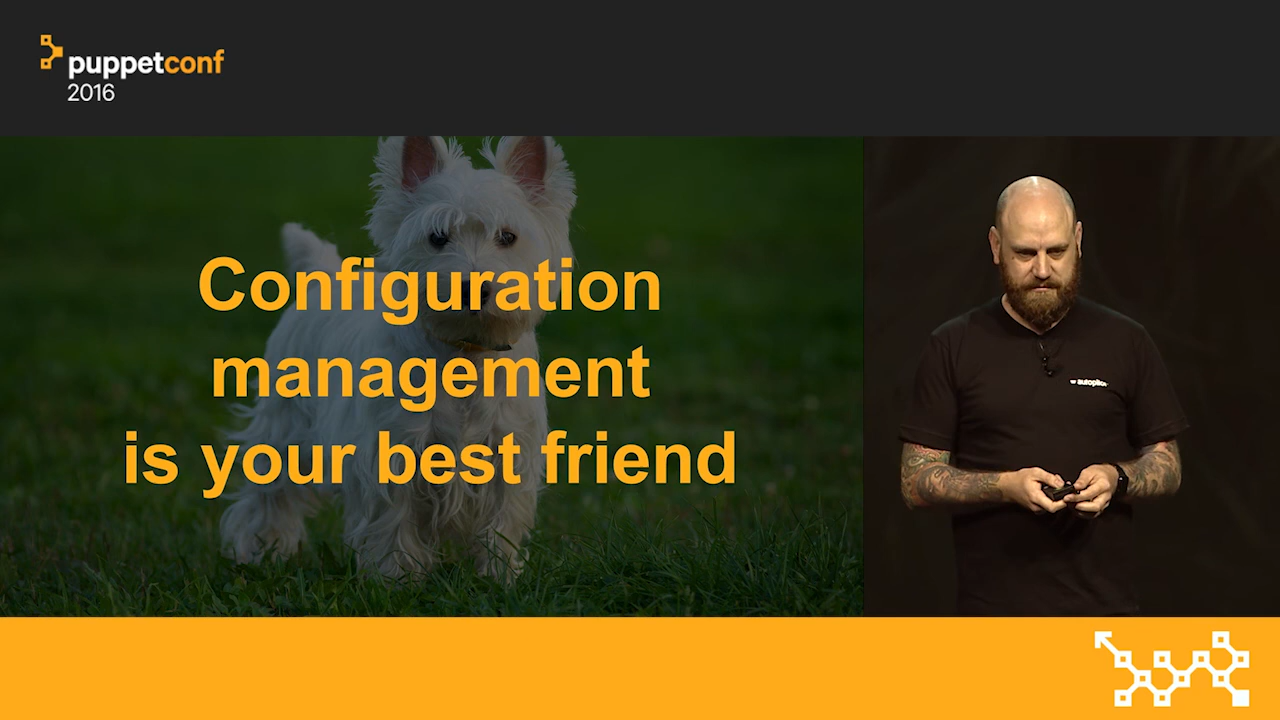 puppetconf
2016
Configuration
management
is your best friend
autopilot